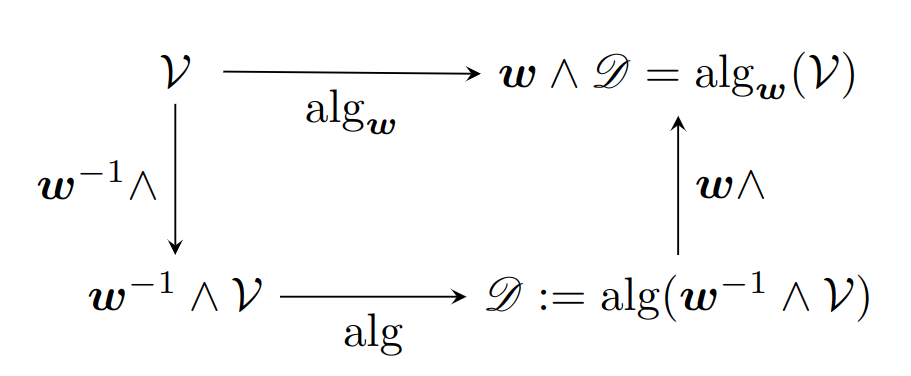 𝒱 𝒘 ∧ 𝒟 = alg_𝒘(𝒱)
alg_𝒘
𝒘⁻¹∧ 𝒘∧
𝒘⁻¹ ∧ 𝒱 𝒟 := alg(𝒘⁻¹ ∧ 𝒱)
alg